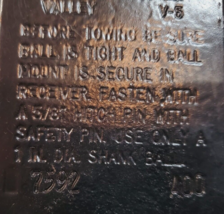 VALLEY V-5
BEFORE TOWING BE SURE
BALL IS TIGHT AND BALL
MOUNT IS SECURE IN
RECEIVER. FASTEN WITH
A 5/8" HITCH PIN WITH
SAFETY PIN. USE ONLY A
1 IN. DIA. SHANK BALL.